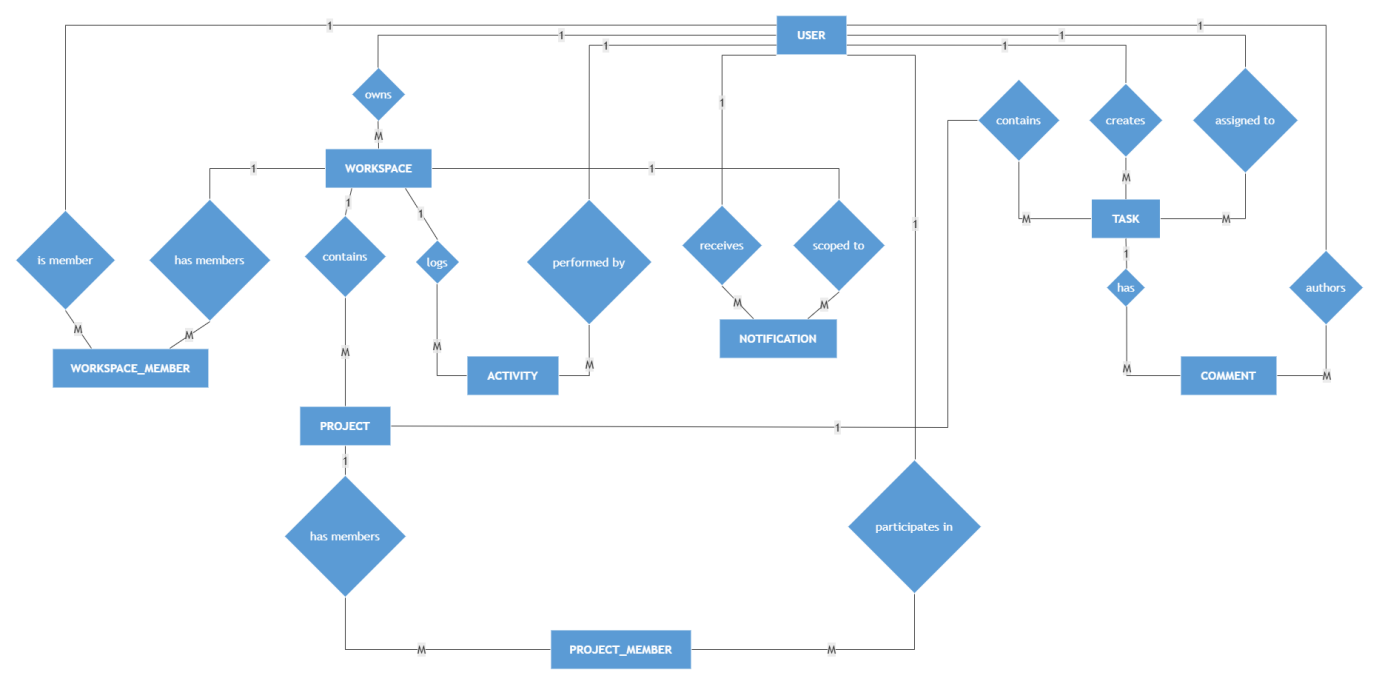 1
USER
1
1
1
1
1
owns
1
contains
creates
assigned to
M
WORKSPACE
1
1
M
1
1
M
TASK
M
1
is member
has members
contains
logs
performed by
receives
scoped to
1
has
authors
M
M
M
M
NOTIFICATION
M
M
M
WORKSPACE_MEMBER
ACTIVITY
M
COMMENT
M
PROJECT
1
1
has members
participates in
M
PROJECT_MEMBER
M